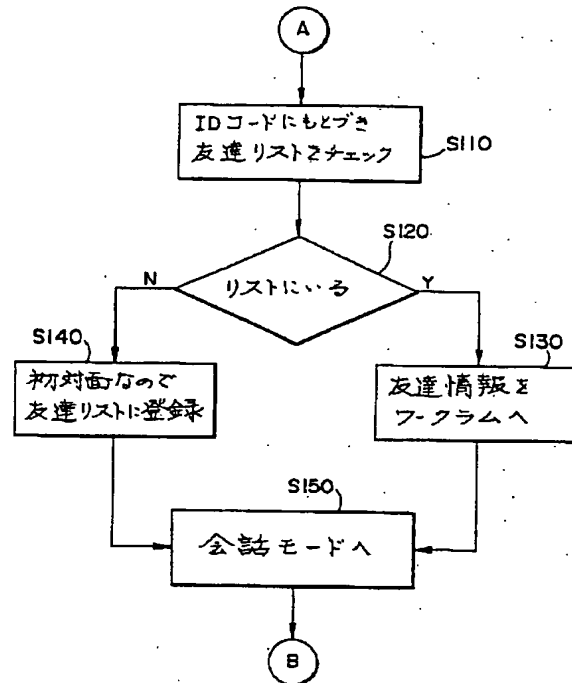 A
IDコードにもとづき
友達リストをチェック
S110
S120
リストにいる
N
Y
S140
初対面なので
友達リストに登録
S130
友達情報を
ワークラムへ
S150
会話モードへ
B